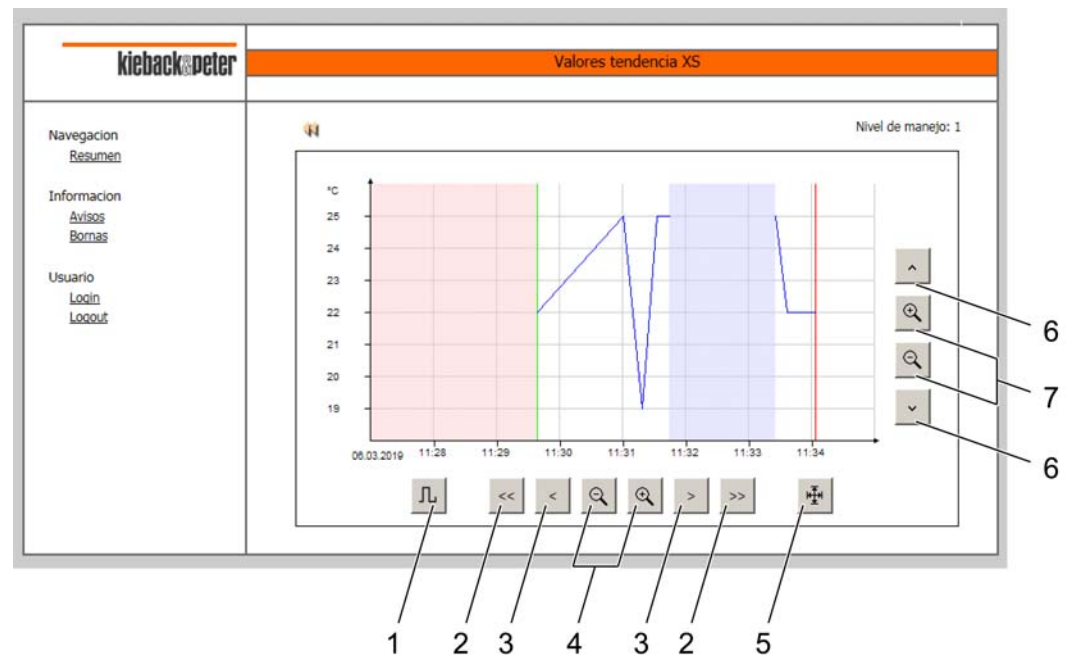 kieback&peter
Valores tendencia XS
Navegacion
Resumen
Informacion
Avisos
Bornas
Usuario
Login
Logout
Nivel de manejo: 1
°C
25
24
23
22
21
20
19
06.03.2019 11:28 11:29 11:30 11:31 11:32 11:33 11:34
<< < > >>
6
7
6
1 2 3 4 3 2 5